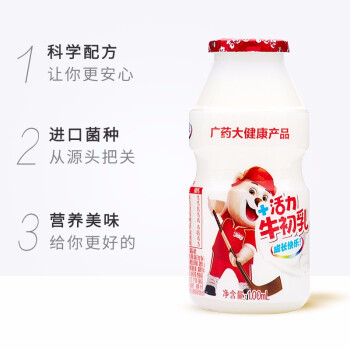 1
科学配方
让你更安心
2
进口菌种
从源头把关
3
营养美味
给你更好的
广药大健康产品
活力
牛初乳
成长快乐!
净含量:100mL